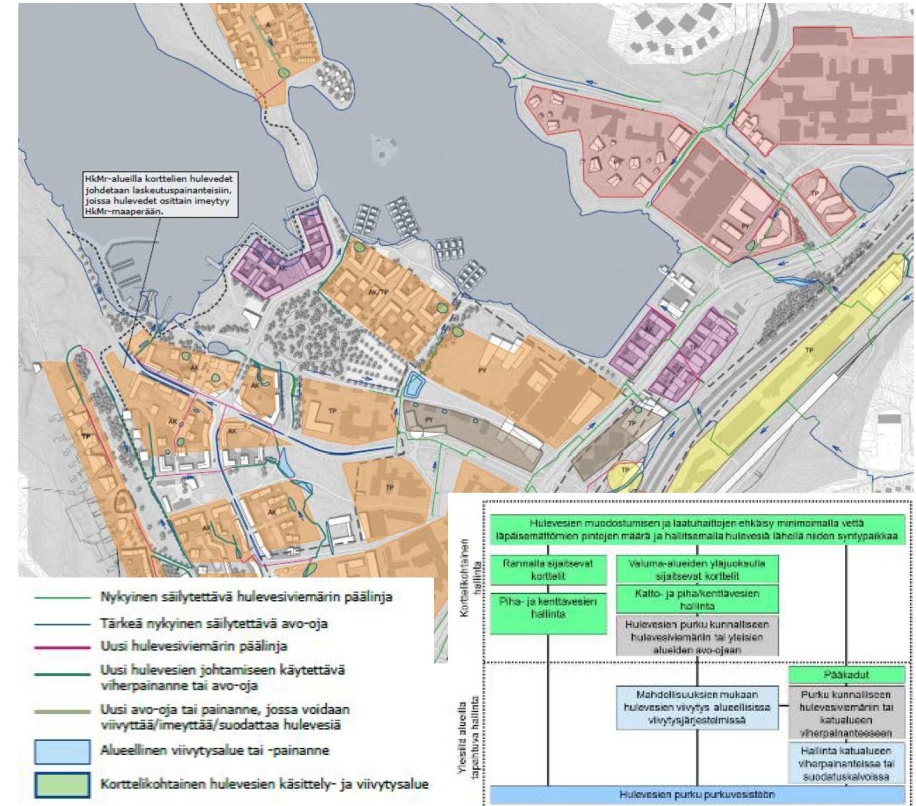 HkMr-alueilla korttelien hulevedet
johdetaan laskeutuspainanteisiin,
joissa hulevedet osittain imeytyy
HkMr-maaperään.
A
AK
AK/TP
PY
TP
AK
AK
AK
TP
AK
TP
PY
PY
TP
TP
TP
TP
TP
AK
AK
Nykyinen säilytettävä hulevesiviemärin päälinja
Tärkeä nykyinen säilytettävä avo-oja
Uusi hulevesiviemärin päälinja
Uusi hulevesien johtamiseen käytettävä
viherpainanne tai avo-oja
Uusi avo-oja tai painanne, jossa voidaan
viivyttää/imeyttää/suodattaa hulevesiä
Alueellinen viivytysalue tai -painanne
Korttelikohtainen hulevesien käsittely- ja viivytysalue
Korttelikohtainen
hallinta
Hulevesien muodostumisen ja laatuhaittojen ehkäisy minimoimalla vettä
läpäisemättömien pintojen määrä ja hallitsemalla hulevesiä lähellä niiden syntypaikkaa
Rannalla sijaitsevat
korttelit
Piha- ja kenttävesien
hallinta
Valuma-alueiden yläjuoksulla
sijaitsevat korttelit
Katto- ja piha/kenttävesien
hallinta
Hulevesien purku kunnalliseen
hulevesiviemäriin tai yleisien
alueiden avo-ojaan
Yleisillä alueilla
tapahtuva hallinta
Mahdollisuuksien mukaan
hulevesien viivytys alueellisissa
viivytysjärjestelmissä
Pääkadut
Purku kunnalliseen
hulevesiviemäriin tai
katualueen
viherpainanteeseen
Hallinta katualueen
viherpainanteissa tai
suodatuskaivoissa
Hulevesien purku purkuvesistöön